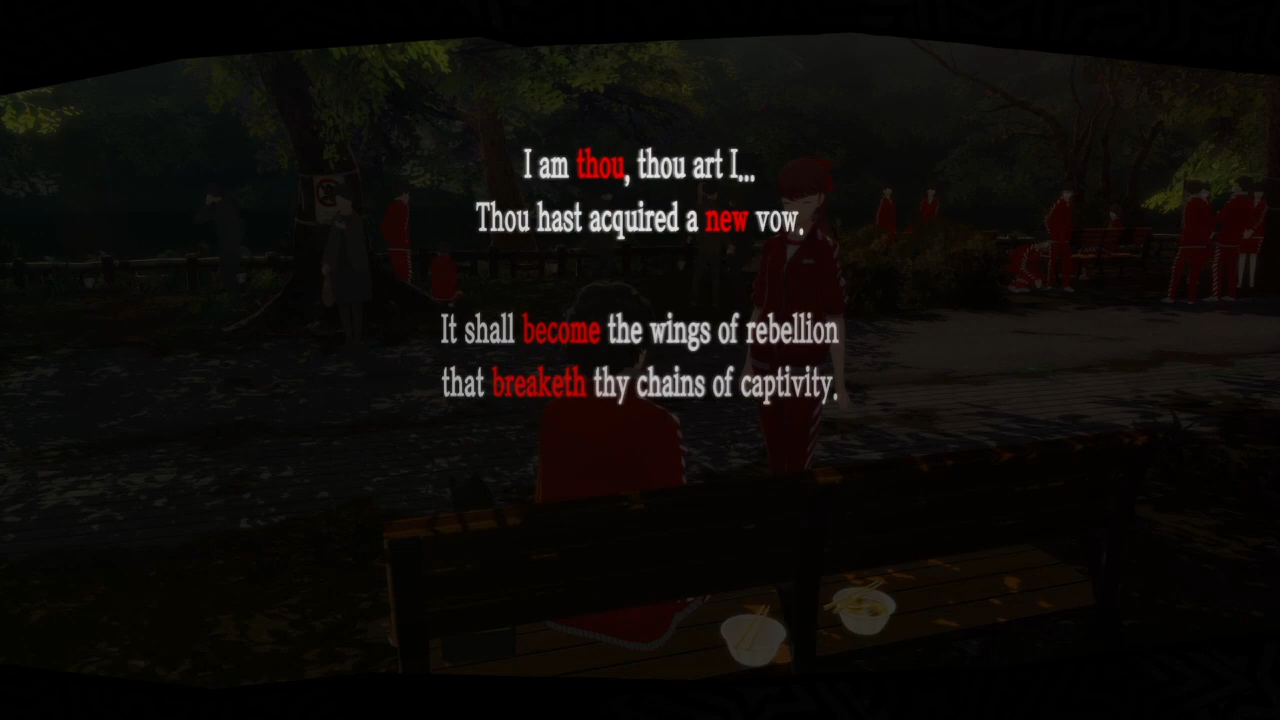 I am thou, thou art I...
Thou hast acquired a new vow.
It shall become the wings of rebellion
that breaketh thy chains of captivity.